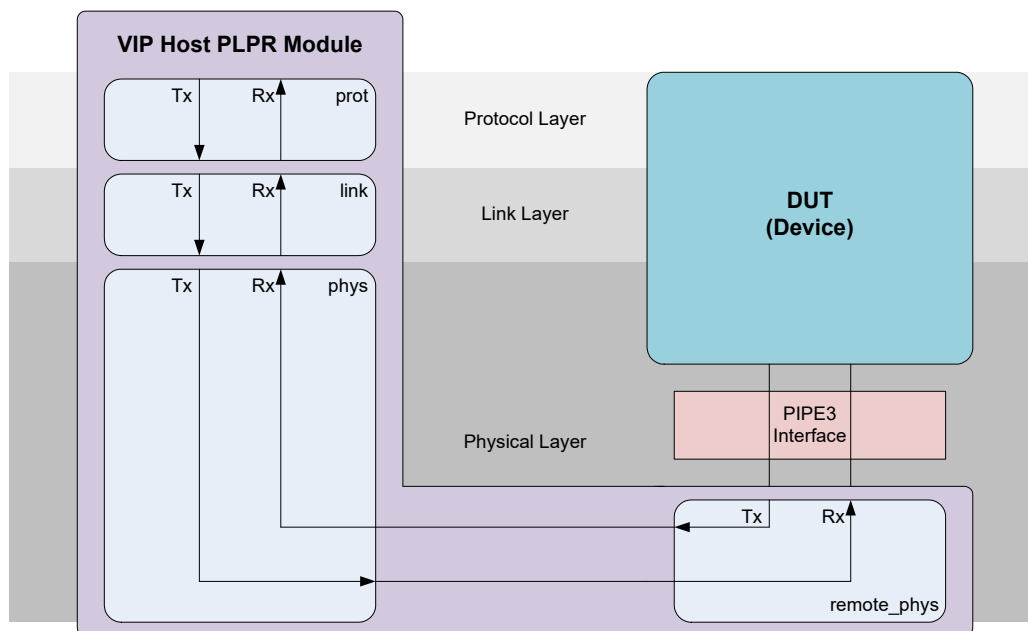 VIP Host PLPR Module
Tx
Rx
prot
Protocol Layer
Tx
Rx
link
Link Layer
DUT
(Device)
Tx
Rx
phys
PIPE3
Interface
Physical Layer
Tx
Rx
remote_phys